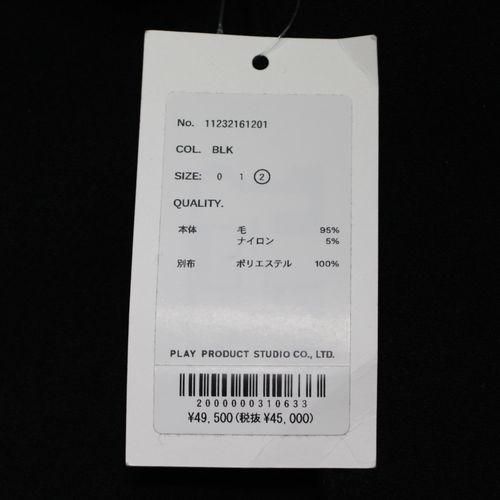 No. 11232161201
COL. BLK
SIZE: 0 1 2
QUALITY.
本体 毛 95%
ナイロン 5%
別布 ポリエステル 100%
PLAY PRODUCT STUDIO CO., LTD.
2000000310633
¥49,500(税抜 ¥45,000)